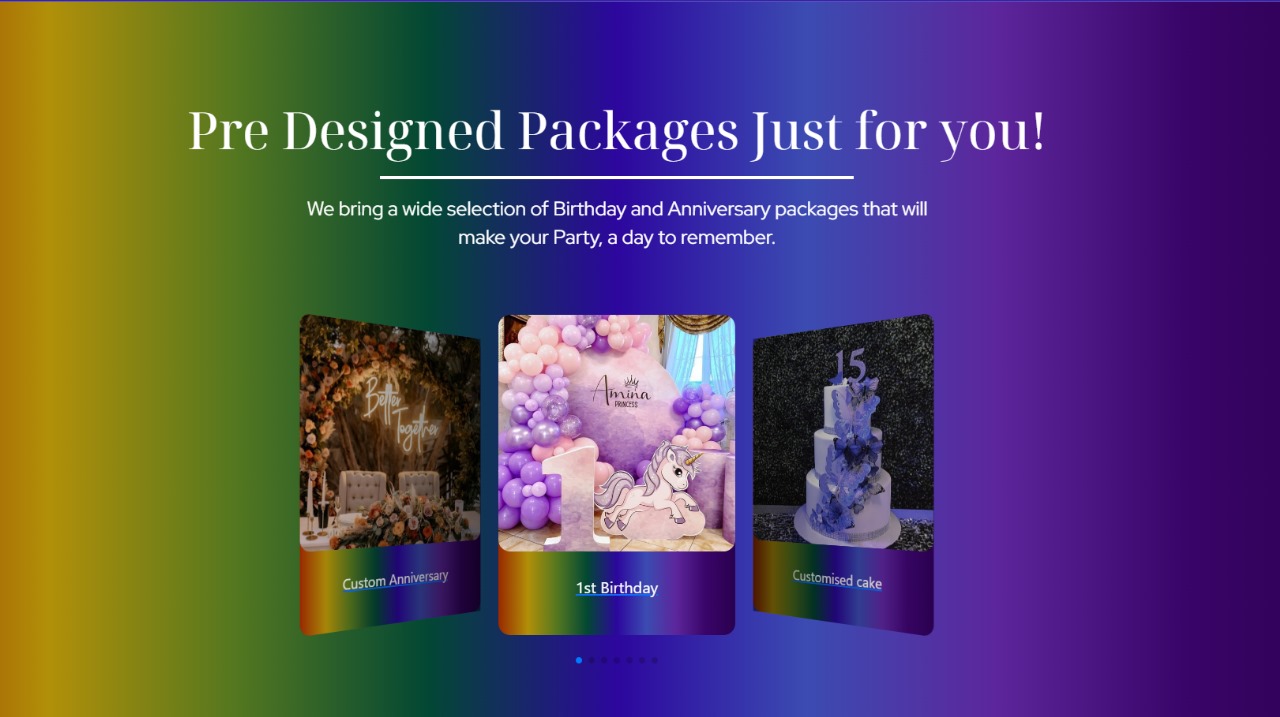 Pre Designed Packages Just for you!
We bring a wide selection of Birthday and Anniversary packages that will
make your Party, a day to remember.
Better
Together
Amina
PRINCESS
1
15
Custom Anniversary
1st Birthday
Customised cake